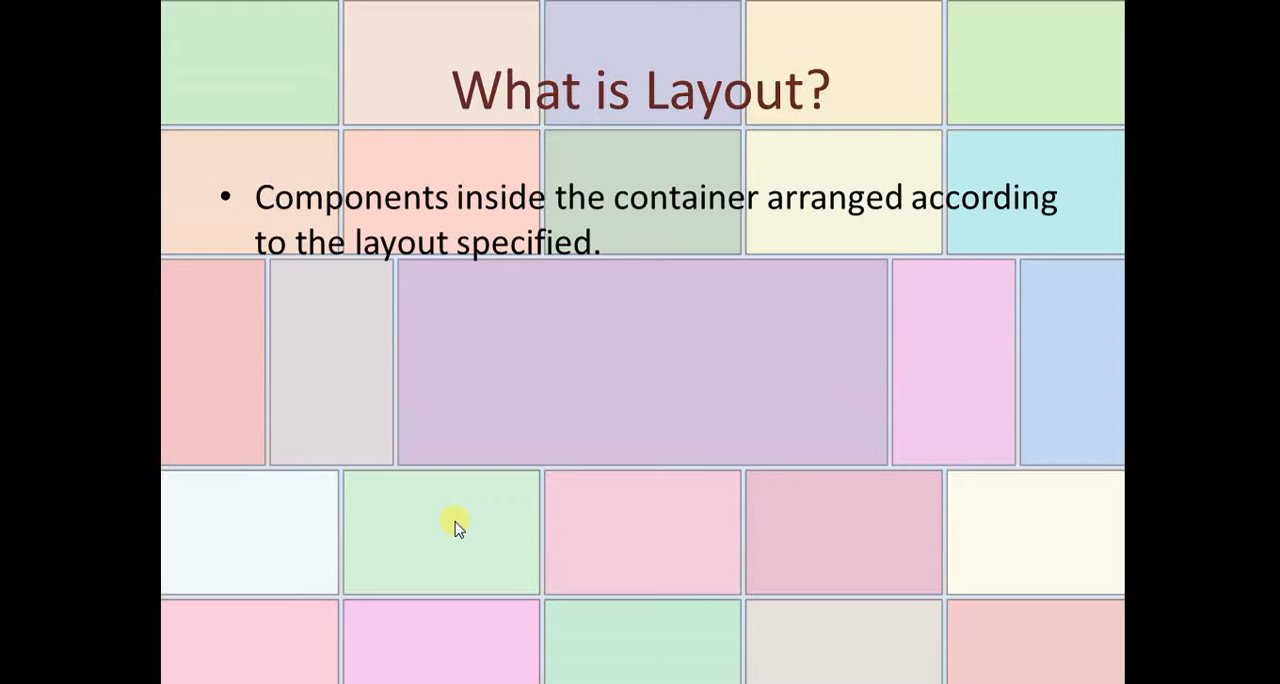 What is Layout?
• Components inside the container arranged according
to the layout specified.